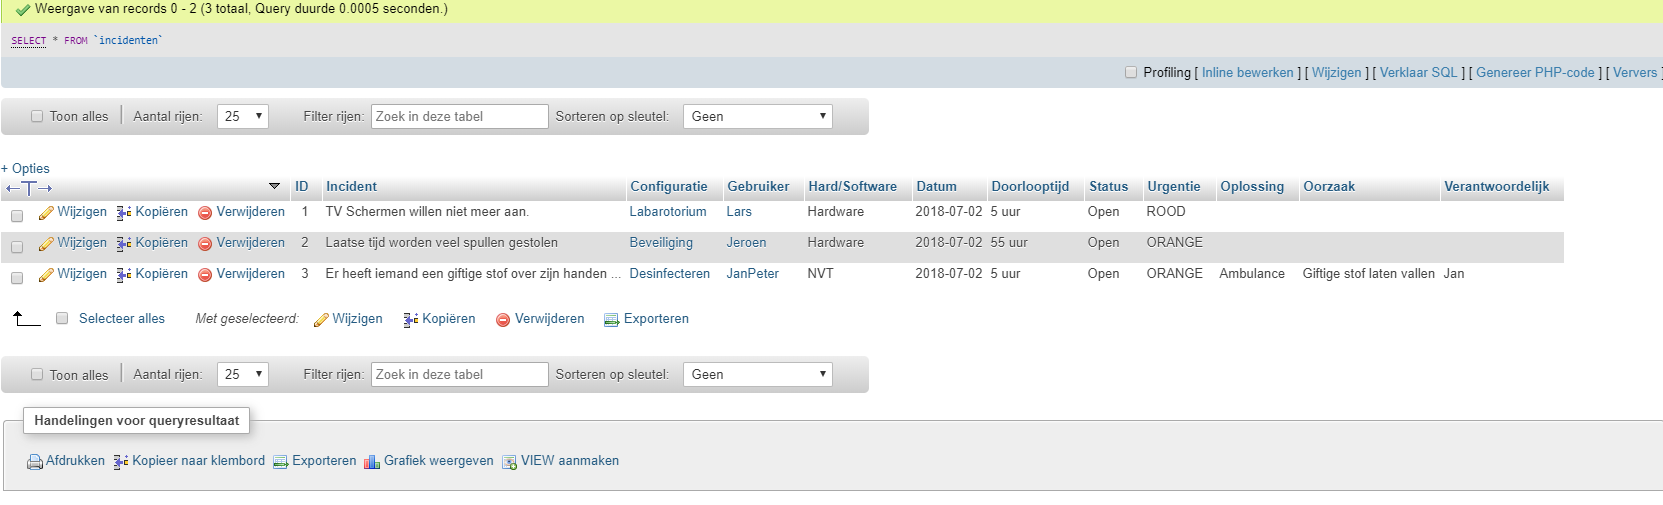 Weergave van records 0 - 2 (3 totaal, Query duurde 0.0005 seconden.)
SELECT * FROM `incidenten`
Profiling [ Inline bewerken ] [ Wijzigen ] [ Verklaar SQL ] [ Genereer PHP-code ] [ Ververs ]
Toon alles Aantal rijen: 25 Filter rijen: Zoek in deze tabel Sorteren op sleutel: Geen
+ Opties
ID Incident Configuratie Gebruiker Hard/Software Datum Doorlooptijd Status Urgentie Oplossing Oorzaak Verantwoordelijk
Wijzigen Kopiëren Verwijderen 1 TV Schermen willen niet meer aan. Labarotorium Lars Hardware 2018-07-02 5 uur Open ROOD
Wijzigen Kopiëren Verwijderen 2 Laatse tijd worden veel spullen gestolen Beveiliging Jeroen Hardware 2018-07-02 55 uur Open ORANGE
Wijzigen Kopiëren Verwijderen 3 Er heeft iemand een giftige stof over zijn handen ... Desinfecteren JanPeter NVT 2018-07-02 5 uur Open ORANGE Ambulance Giftige stof laten vallen Jan
Selecteer alles Met geselecteerd: Wijzigen Kopiëren Verwijderen Exporteren
Toon alles Aantal rijen: 25 Filter rijen: Zoek in deze tabel Sorteren op sleutel: Geen
Handelingen voor queryresultaat
Afdrukken Kopieer naar klembord Exporteren Grafiek weergeven VIEW aanmaken